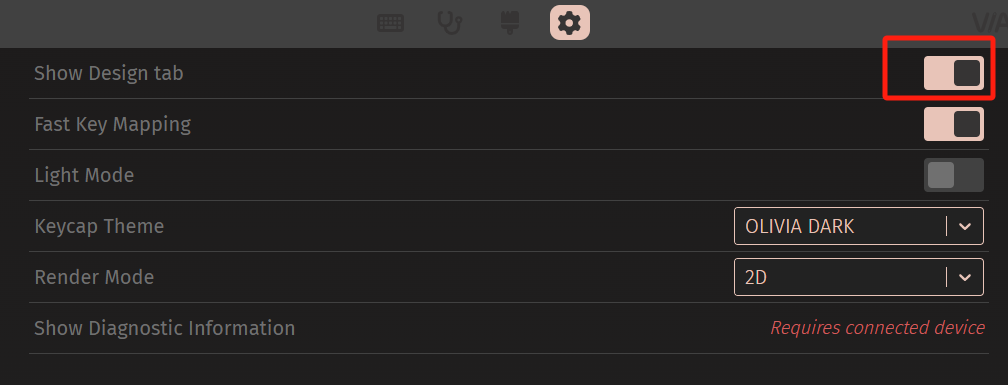 VIA
Show Design tab
Fast Key Mapping
Light Mode
Keycap Theme
OLIVIA DARK
Render Mode
2D
Show Diagnostic Information
Requires connected device